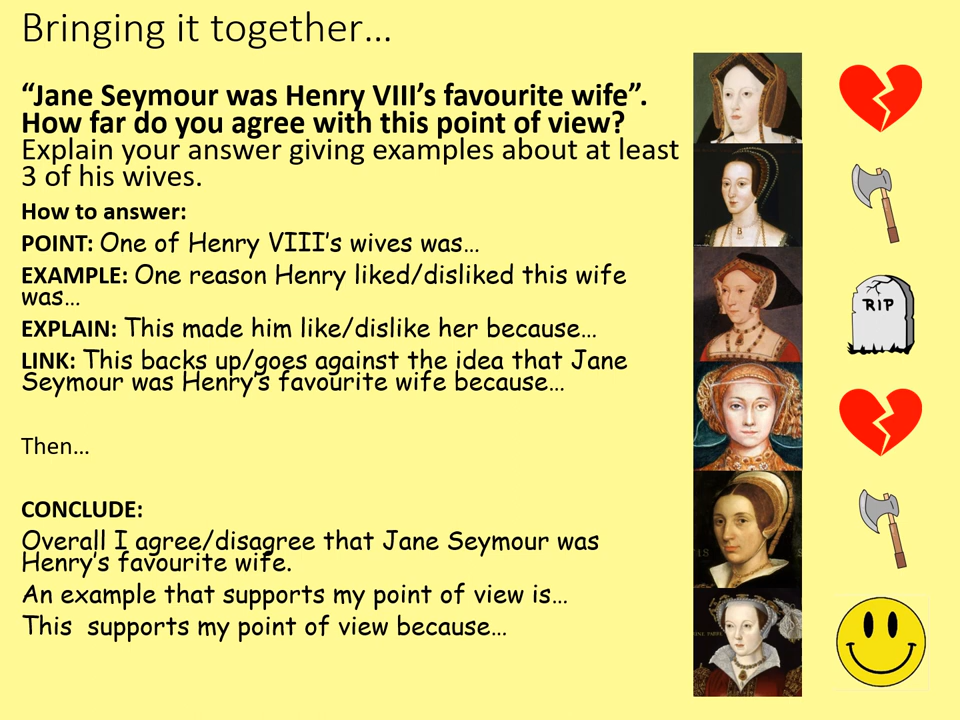 Bringing it together…
“Jane Seymour was Henry VIII’s favourite wife”.
How far do you agree with this point of view?
Explain your answer giving examples about at least
3 of his wives.
How to answer:
POINT: One of Henry VIII’s wives was…
EXAMPLE: One reason Henry liked/disliked this wife
was…
EXPLAIN: This made him like/dislike her because…
LINK: This backs up/goes against the idea that Jane
Seymour was Henry’s favourite wife because…
Then…
CONCLUDE:
Overall I agree/disagree that Jane Seymour was
Henry’s favourite wife.
An example that supports my point of view is…
This  supports my point of view because…
B
RIP